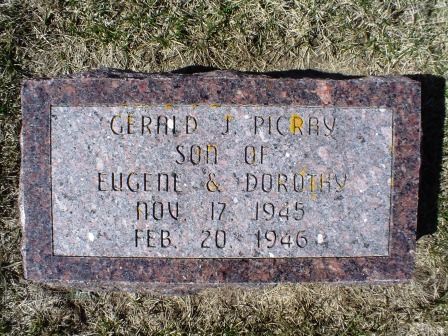 GERALD J PICRAY
SON OF
EUGENE & DOROTHY
NOV. 17 1945
FEB. 20. 1946